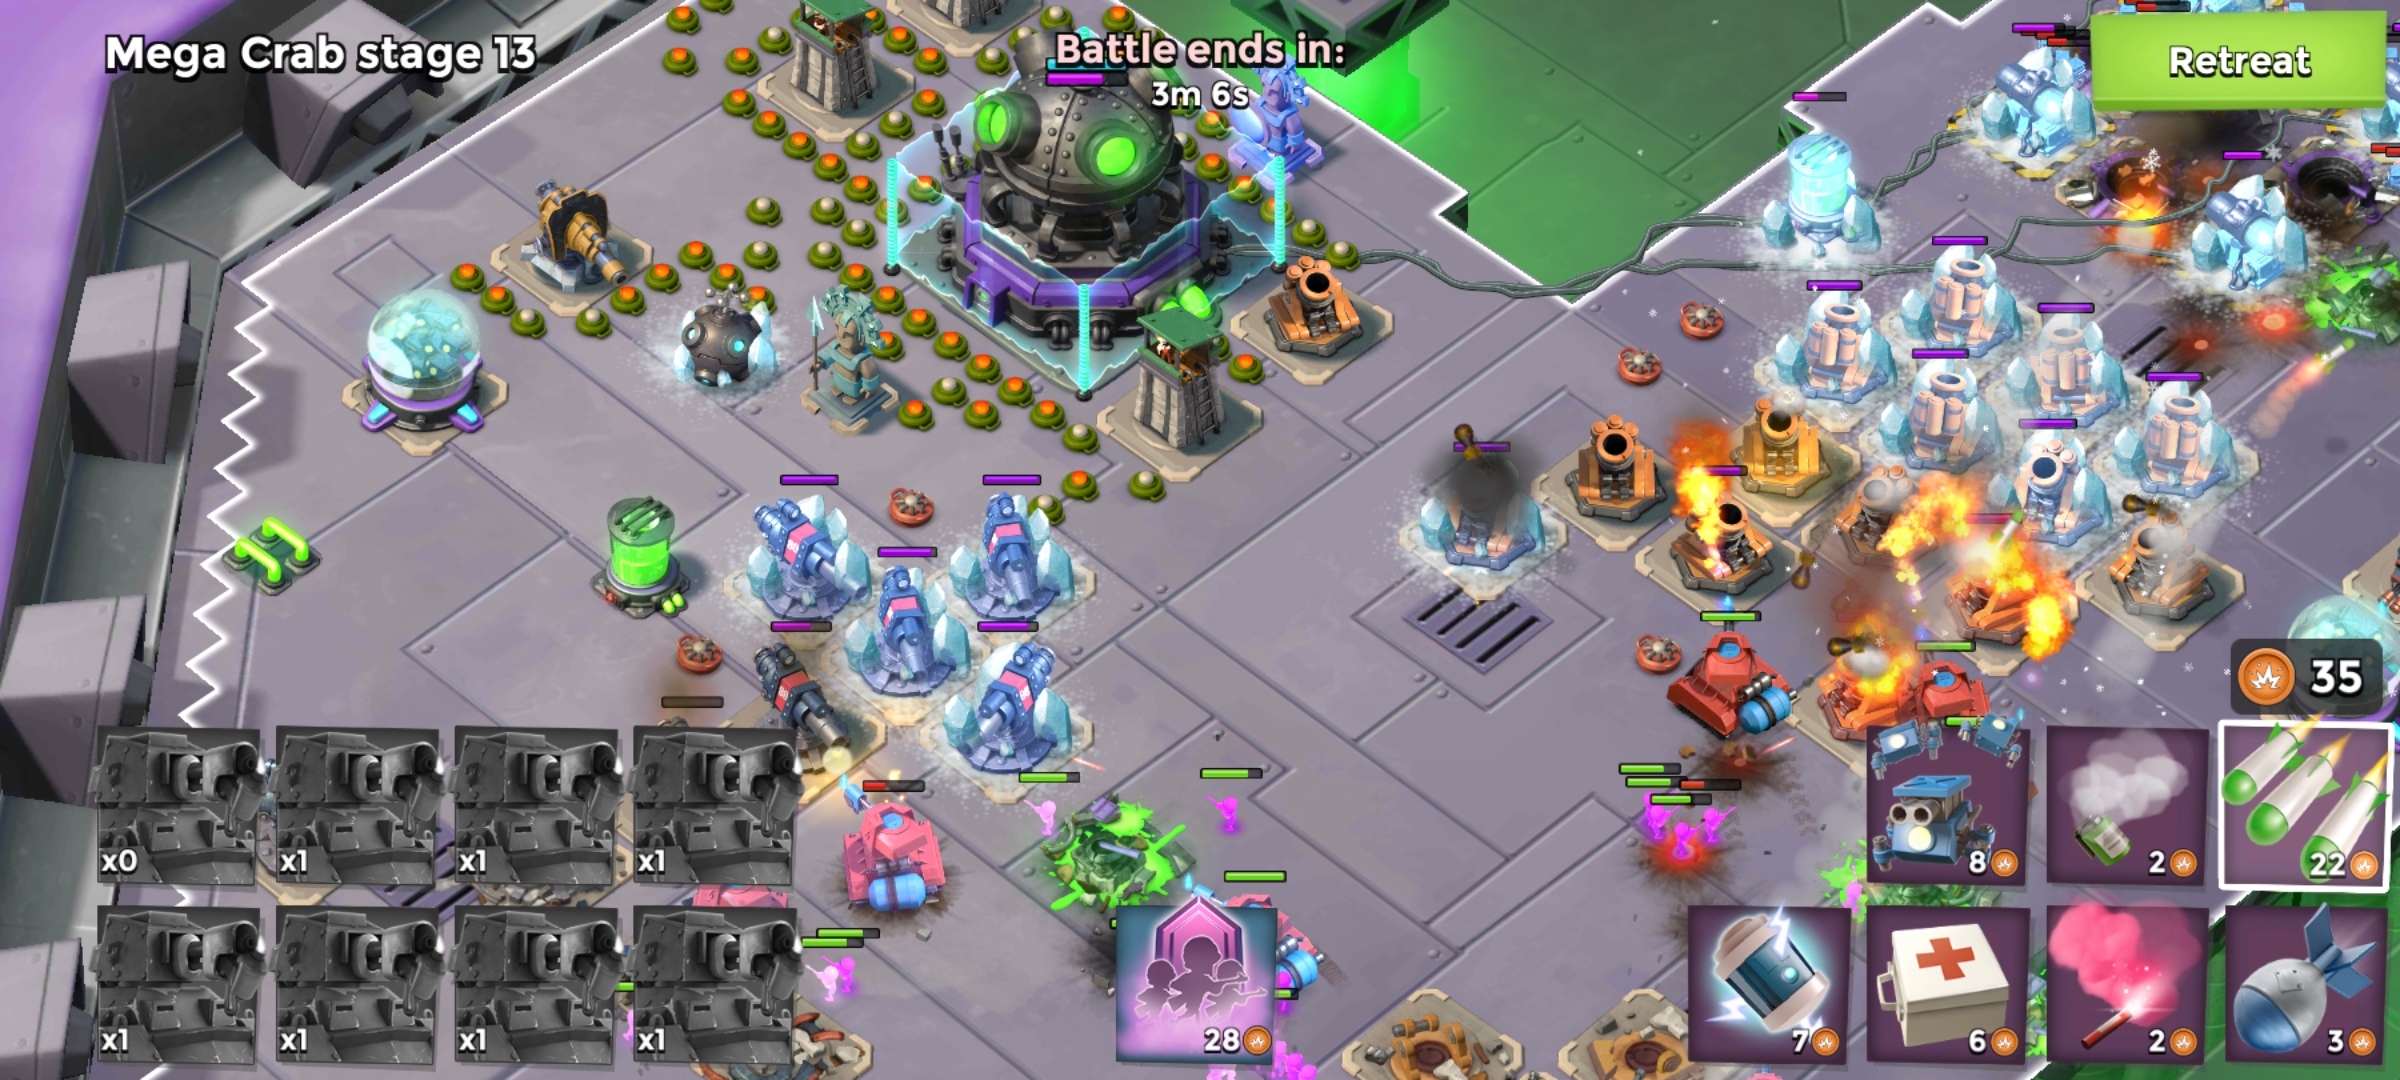 Mega Crab stage 13
Battle ends in:
3m 6s
Retreat
35
x0
x1
x1
x1
8
2
22
x1
x1
x1
x1
28
7
6
2
3